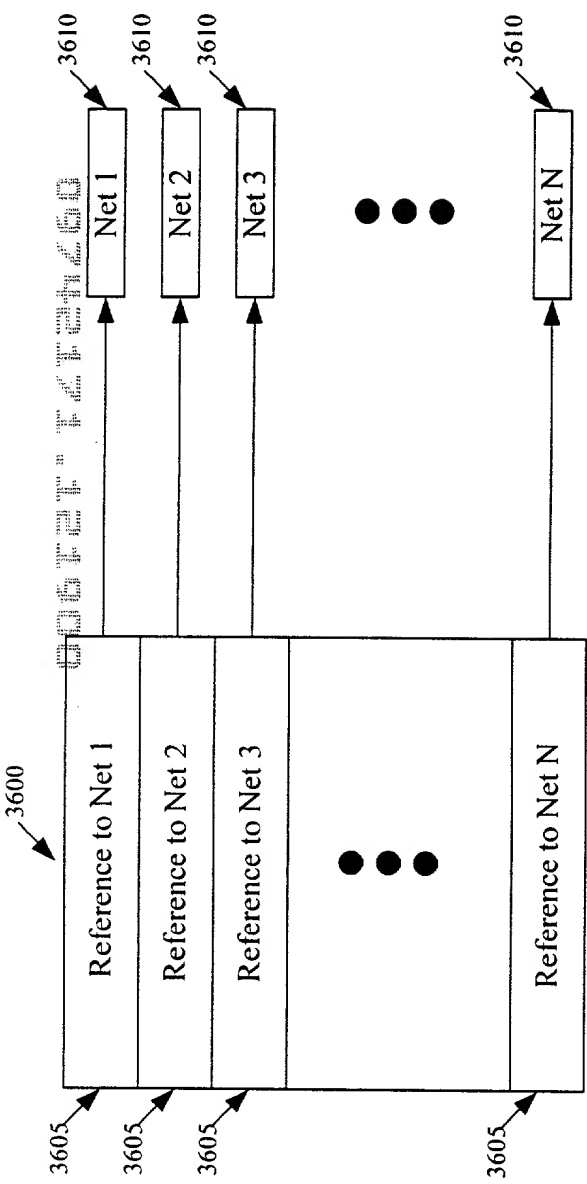 3600
3605
Reference to Net 1
Net 1
3610
3605
Reference to Net 2
Net 2
3610
3605
Reference to Net 3
Net 3
3610
3605
Reference to Net N
Net N
3610